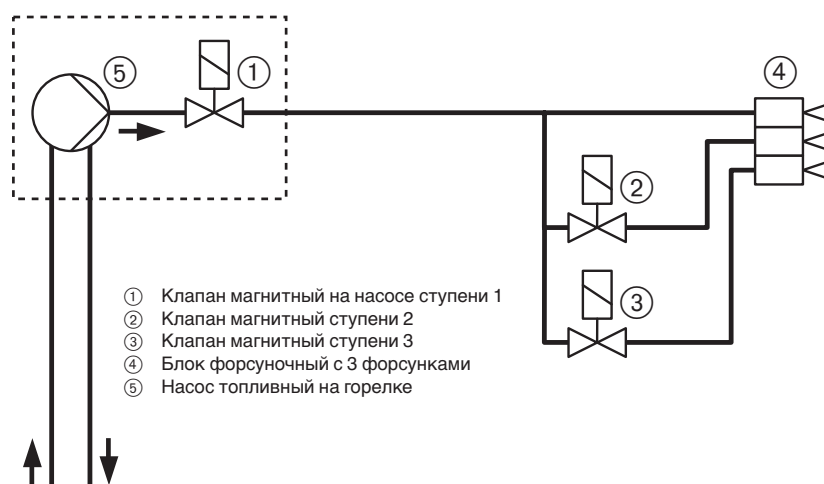 ⑤
①
④
②
③
① Клапан магнитный на насосе ступени 1
② Клапан магнитный ступени 2
③ Клапан магнитный ступени 3
④ Блок форсуночный с 3 форсунками
⑤ Насос топливный на горелке